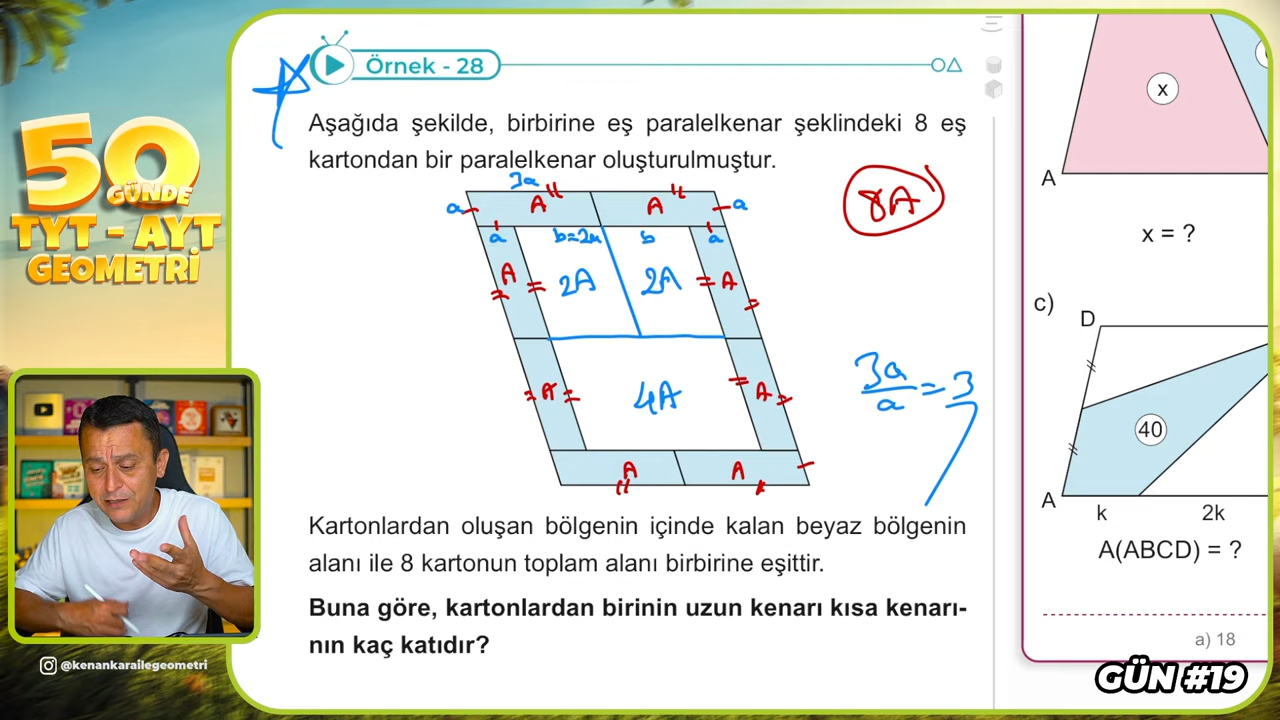 Örnek - 28
Aşağıda şekilde, birbirine eş paralelkenar şeklindeki 8 eş
kartondan bir paralelkenar oluşturulmuştur.
3a
a
A
A
a
8A
a
b=2a
b
a
A
2A
2A
A
A
4A
A
3a/a = 3
A
A
Kartonlardan oluşan bölgenin içinde kalan beyaz bölgenin
alanı ile 8 kartonun toplam alanı birbirine eşittir.
Buna göre, kartonlardan birinin uzun kenarı kısa kenarı-
nın kaç katıdır?
50
GÜNDE
TYT - AYT
GEOMETRİ
@kenankarailegeometri
x
A
x = ?
c)
D
40
A
k
2k
A(ABCD) = ?
a) 18
GÜN #19